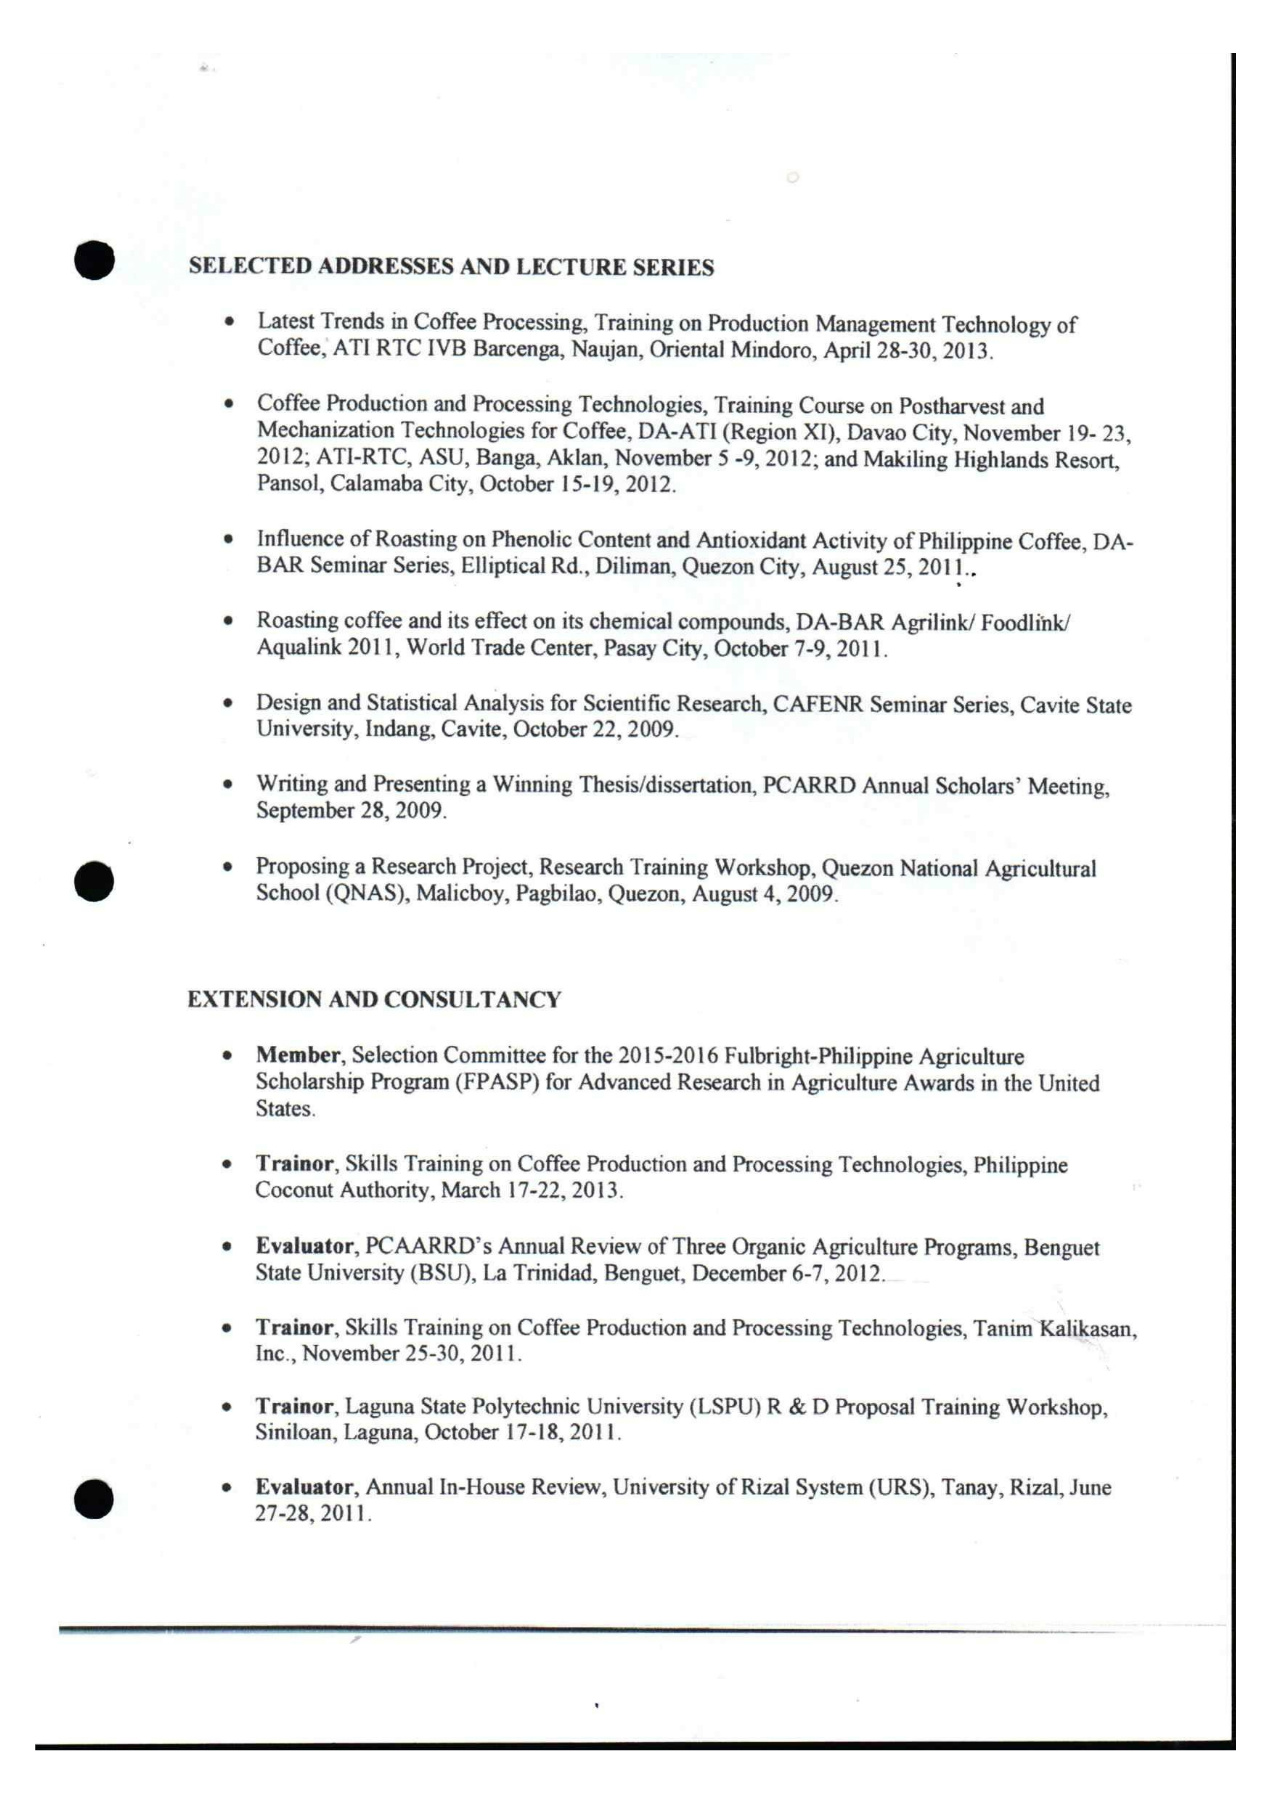 SELECTED ADDRESSES AND LECTURE SERIES
• Latest Trends in Coffee Processing, Training on Production Management Technology of
Coffee, ATI RTC IVB Barcenga, Naujan, Oriental Mindoro, April 28-30, 2013.
• Coffee Production and Processing Technologies, Training Course on Postharvest and
Mechanization Technologies for Coffee, DA-ATI (Region XI), Davao City, November 19- 23,
2012; ATI-RTC, ASU, Banga, Aklan, November 5 -9, 2012; and Makiling Highlands Resort,
Pansol, Calamaba City, October 15-19, 2012.
• Influence of Roasting on Phenolic Content and Antioxidant Activity of Philippine Coffee, DA-
BAR Seminar Series, Elliptical Rd., Diliman, Quezon City, August 25, 2011..
• Roasting coffee and its effect on its chemical compounds, DA-BAR Agrilink/ Foodlink/
Aqualink 2011, World Trade Center, Pasay City, October 7-9, 2011.
• Design and Statistical Analysis for Scientific Research, CAFENR Seminar Series, Cavite State
University, Indang, Cavite, October 22, 2009.
• Writing and Presenting a Winning Thesis/dissertation, PCARRD Annual Scholars’ Meeting,
September 28, 2009.
• Proposing a Research Project, Research Training Workshop, Quezon National Agricultural
School (QNAS), Malicboy, Pagbilao, Quezon, August 4, 2009.
EXTENSION AND CONSULTANCY
• Member, Selection Committee for the 2015-2016 Fulbright-Philippine Agriculture
Scholarship Program (FPASP) for Advanced Research in Agriculture Awards in the United
States.
• Trainor, Skills Training on Coffee Production and Processing Technologies, Philippine
Coconut Authority, March 17-22, 2013.
• Evaluator, PCAARRD’s Annual Review of Three Organic Agriculture Programs, Benguet
State University (BSU), La Trinidad, Benguet, December 6-7, 2012.
• Trainor, Skills Training on Coffee Production and Processing Technologies, Tanim Kalikasan,
Inc., November 25-30, 2011.
• Trainor, Laguna State Polytechnic University (LSPU) R & D Proposal Training Workshop,
Siniloan, Laguna, October 17-18, 2011.
• Evaluator, Annual In-House Review, University of Rizal System (URS), Tanay, Rizal, June
27-28, 2011.